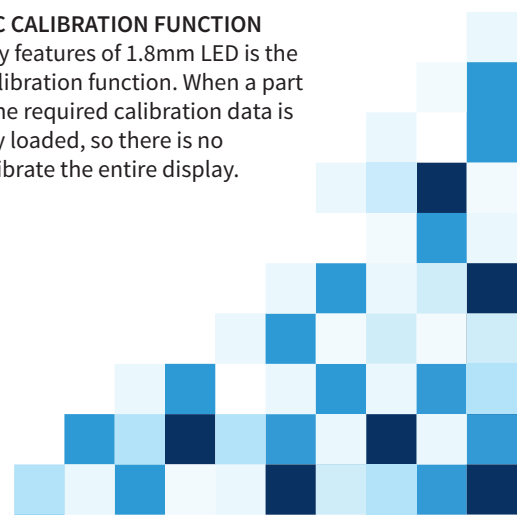 C CALIBRATION FUNCTION
y features of 1.8mm LED is the
libration function. When a part
ne required calibration data is
y loaded, so there is no
ibrate the entire display.